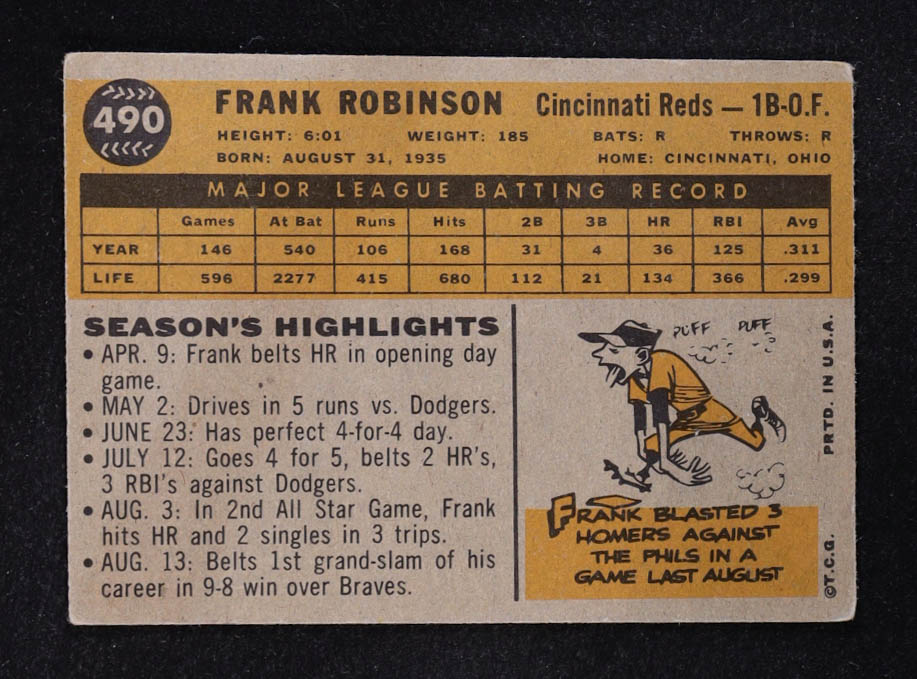 490
FRANK ROBINSON Cincinnati Reds — 1B-O.F.
HEIGHT: 6:01 WEIGHT: 185 BATS: R THROWS: R
BORN: AUGUST 31, 1935 HOME: CINCINNATI, OHIO
MAJOR LEAGUE BATTING RECORD
Games At Bat Runs Hits 2B 3B HR RBI Avg
YEAR 146 540 106 168 31 4 36 125 .311
LIFE 596 2277 415 680 112 21 134 366 .299
SEASON'S HIGHLIGHTS
• APR. 9: Frank belts HR in opening day
game.
• MAY 2: Drives in 5 runs vs. Dodgers.
• JUNE 23: Has perfect 4-for-4 day.
• JULY 12: Goes 4 for 5, belts 2 HR's,
3 RBI's against Dodgers.
• AUG. 3: In 2nd All Star Game, Frank
hits HR and 2 singles in 3 trips.
• AUG. 13: Belts 1st grand-slam of his
career in 9-8 win over Braves.
PUFF PUFF
FRANK BLASTED 3
HOMERS AGAINST
THE PHILS IN A
GAME LAST AUGUST
©T.C.G. PRTD. IN U.S.A.